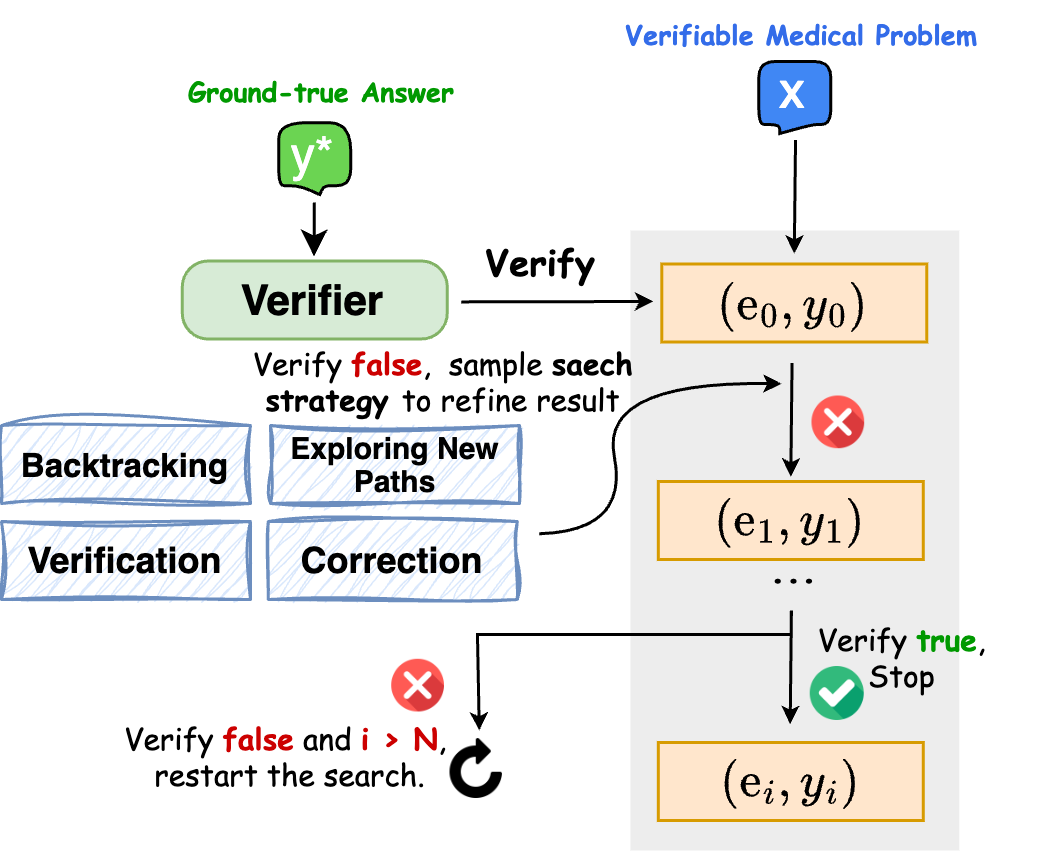 Verifiable Medical Problem
x
Ground-true Answer
y*
Verifier
Verify
(e₀, y₀)
Verify false, sample saech
strategy to refine result
Backtracking
Exploring New
Paths
Verification
Correction
(e₁, y₁)
...
Verify true,
Stop
Verify false and i > N,
restart the search.
(eᵢ, yᵢ)